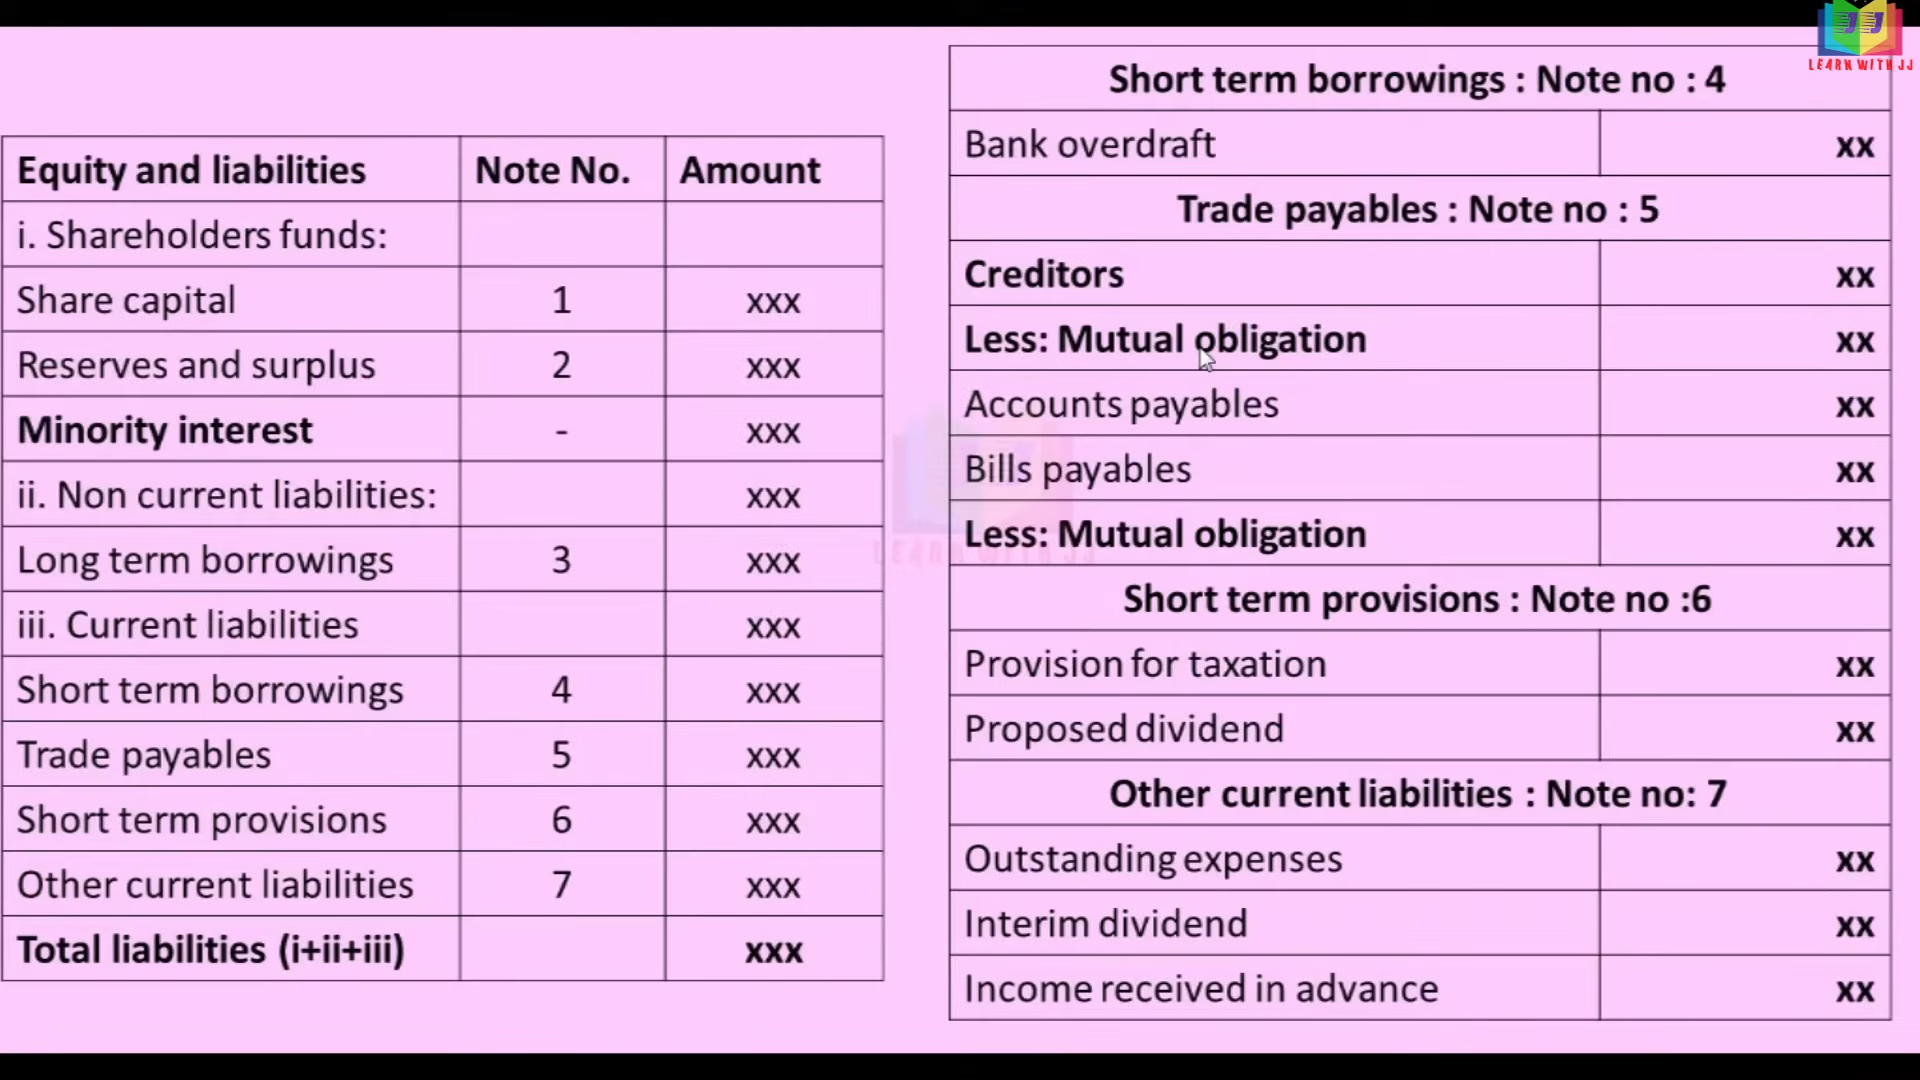 LEARN WITH JJ
Equity and liabilities Note No. Amount
i. Shareholders funds:
Share capital 1 xxx
Reserves and surplus 2 xxx
Minority interest - xxx
ii. Non current liabilities: xxx
Long term borrowings 3 xxx
iii. Current liabilities xxx
Short term borrowings 4 xxx
Trade payables 5 xxx
Short term provisions 6 xxx
Other current liabilities 7 xxx
Total liabilities (i+ii+iii) xxx
Short term borrowings : Note no : 4
Bank overdraft xx
Trade payables : Note no : 5
Creditors xx
Less: Mutual obligation xx
Accounts payables xx
Bills payables xx
Less: Mutual obligation xx
Short term provisions : Note no :6
Provision for taxation xx
Proposed dividend xx
Other current liabilities : Note no: 7
Outstanding expenses xx
Interim dividend xx
Income received in advance xx
LEARN WITH JJ